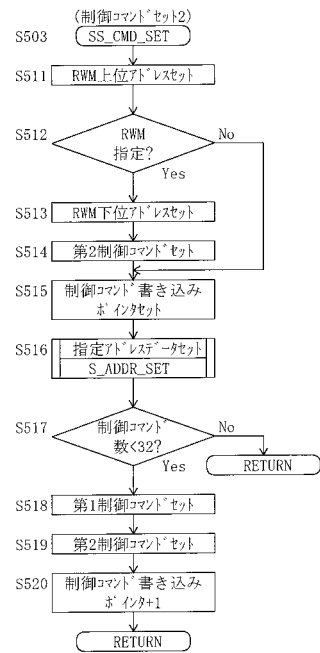 (制御コマンドセット2)
S503 SS_CMD_SET
S511 RWM上位アドレスセット
S512 RWM
指定?
No
Yes
S513 RWM下位アドレスセット
S514 第2制御コマンドセット
S515 制御コマンド書き込み
ポインタセット
S516 指定アドレスデータセット
S_ADDR_SET
S517 制御コマンド
数<32?
No
RETURN
Yes
S518 第1制御コマンドセット
S519 第2制御コマンドセット
S520 制御コマンド書き込み
ポインタ+1
RETURN